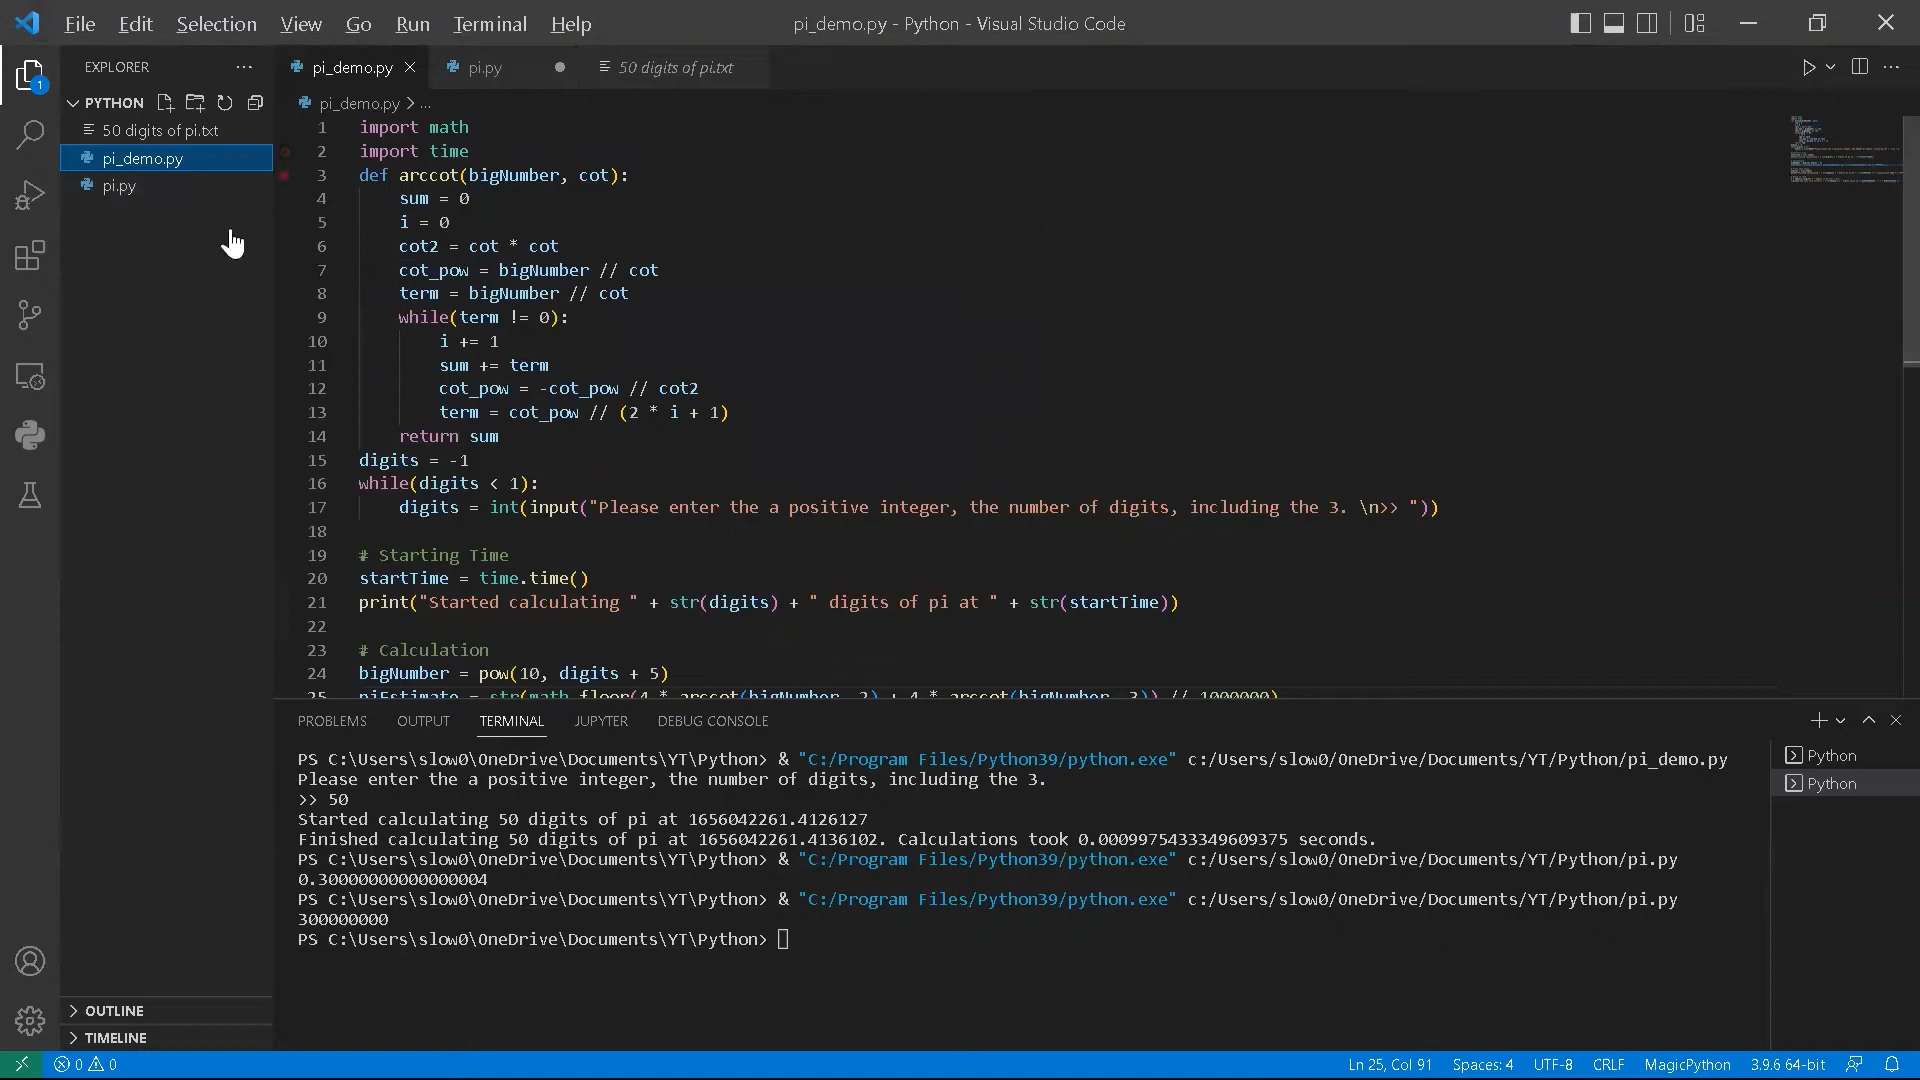 File Edit Selection View Go Run Terminal Help pi_demo.py - Python - Visual Studio Code
EXPLORER
pi_demo.py pi.py 50 digits of pi.txt
1
PYTHON
50 digits of pi.txt
pi_demo.py
pi.py
pi_demo.py > ...
1 import math
2 import time
3 def arccot(bigNumber, cot):
4 sum = 0
5 i = 0
6 cot2 = cot * cot
7 cot_pow = bigNumber // cot
8 term = bigNumber // cot
9 while(term != 0):
10 i += 1
11 sum += term
12 cot_pow = -cot_pow // cot2
13 term = cot_pow // (2 * i + 1)
14 return sum
15 digits = -1
16 while(digits < 1):
17 digits = int(input("Please enter the a positive integer, the number of digits, including the 3. \n>> "))
18
19 # Starting Time
20 startTime = time.time()
21 print("Started calculating " + str(digits) + " digits of pi at " + str(startTime))
22
23 # Calculation
24 bigNumber = pow(10, digits + 5)
25 piEstimate = str(math.floor(4 * arccot(bigNumber, 2) + 4 * arccot(bigNumber, 3)) // 1000000)
PROBLEMS OUTPUT TERMINAL JUPYTER DEBUG CONSOLE
PS C:\Users\slow0\OneDrive\Documents\YT\Python> & "C:/Program Files/Python39/python.exe" c:/Users/slow0/OneDrive/Documents/YT/Python/pi_demo.py
Please enter the a positive integer, the number of digits, including the 3.
>> 50
Started calculating 50 digits of pi at 1656042261.4126127
Finished calculating 50 digits of pi at 1656042261.4136102. Calculations took 0.0009975433349609375 seconds.
PS C:\Users\slow0\OneDrive\Documents\YT\Python> & "C:/Program Files/Python39/python.exe" c:/Users/slow0/OneDrive/Documents/YT/Python/pi.py
0.30000000000000004
PS C:\Users\slow0\OneDrive\Documents\YT\Python> & "C:/Program Files/Python39/python.exe" c:/Users/slow0/OneDrive/Documents/YT/Python/pi.py
300000000
PS C:\Users\slow0\OneDrive\Documents\YT\Python>
Python
Python
OUTLINE
TIMELINE
0 0 Ln 25, Col 91 Spaces: 4 UTF-8 CRLF MagicPython 3.9.6 64-bit